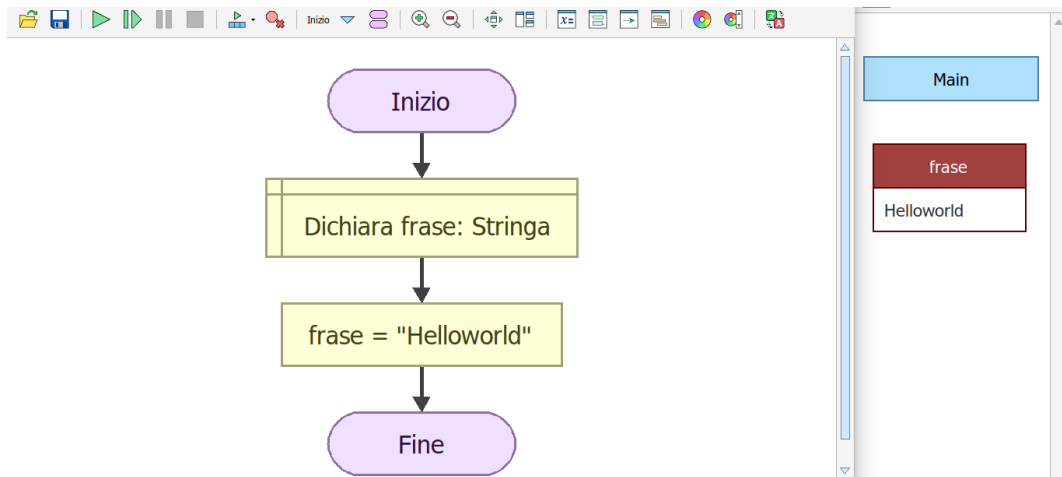 Inizio
Inizio
Dichiara frase: Stringa
frase = "Helloworld"
Fine
Main
frase
Helloworld